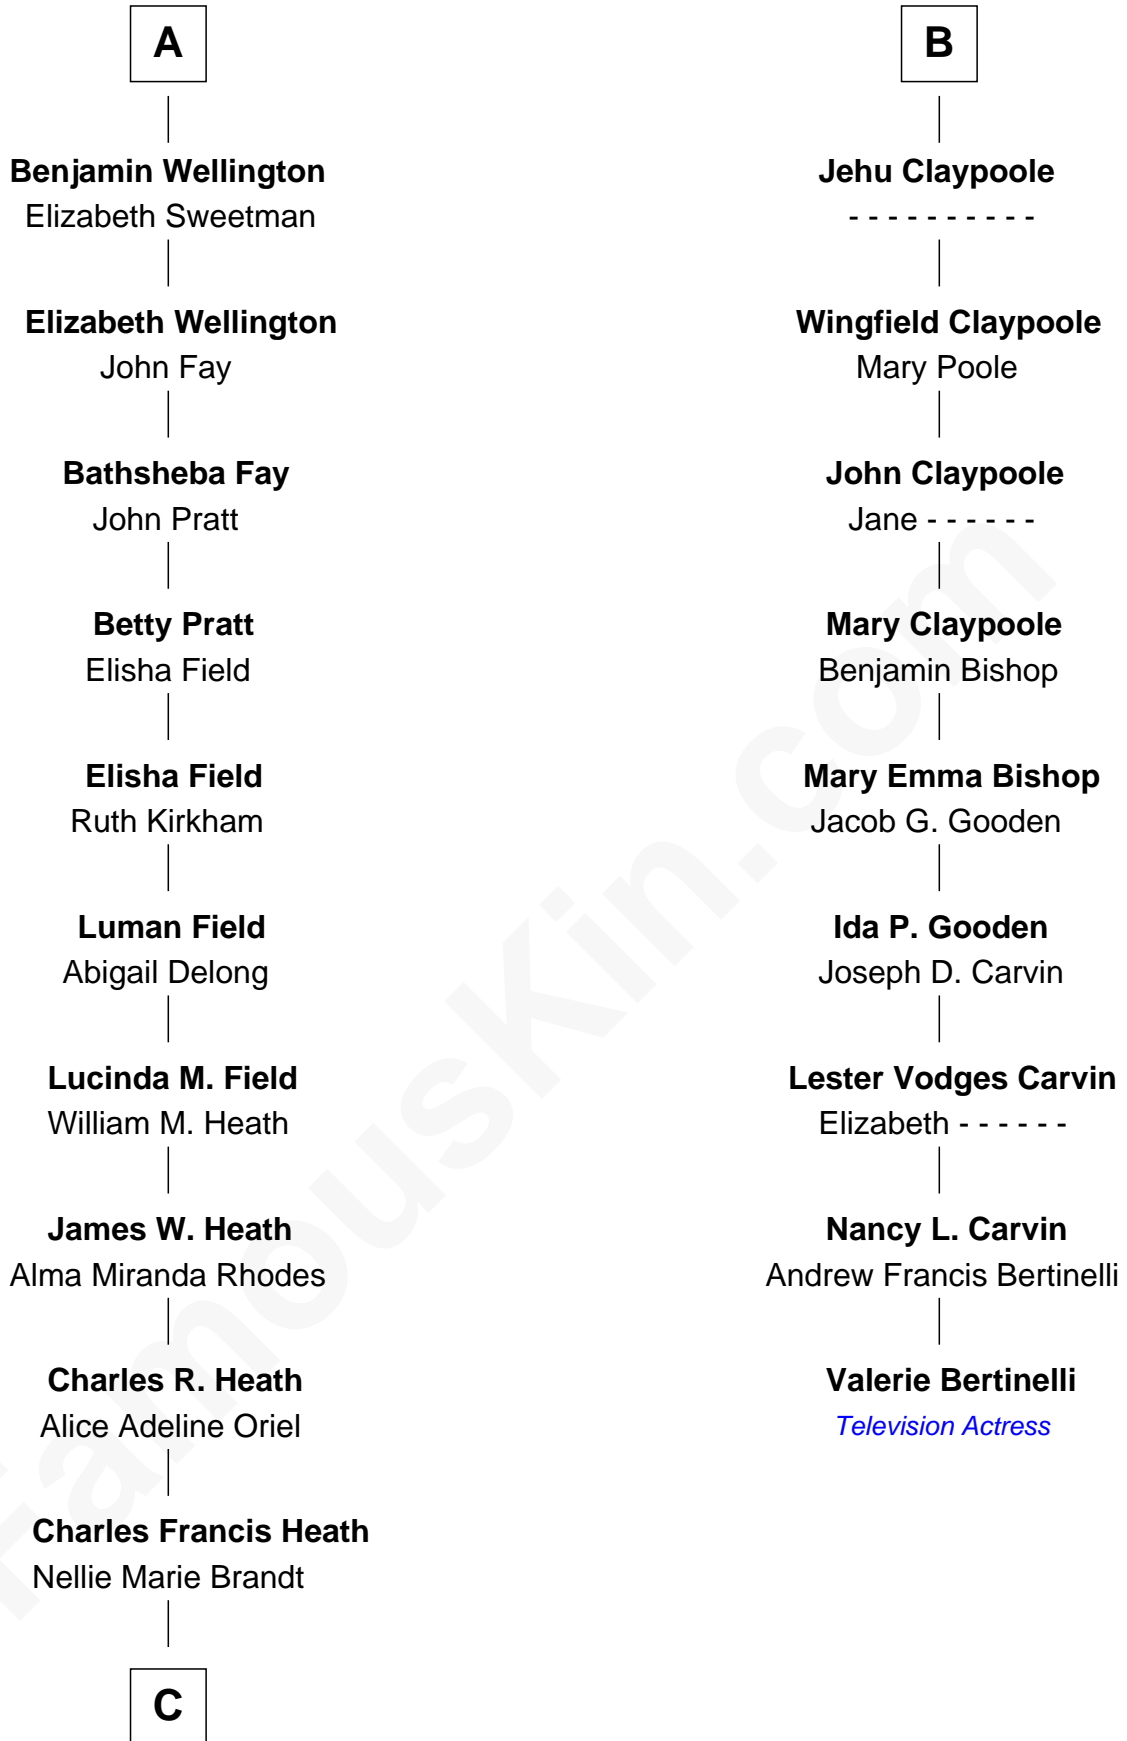 A
Benjamin Wellington
Elizabeth Sweetman
Elizabeth Wellington
John Fay
Bathsheba Fay
John Pratt
Betty Pratt
Elisha Field
Elisha Field
Ruth Kirkham
Luman Field
Abigail Delong
Lucinda M. Field
William M. Heath
James W. Heath
Alma Miranda Rhodes
Charles R. Heath
Alice Adeline Oriel
Charles Francis Heath
Nellie Marie Brandt
C
B
Jehu Claypoole
- - - - - - - - - -
Wingfield Claypoole
Mary Poole
John Claypoole
Jane - - - - - -
Mary Claypoole
Benjamin Bishop
Mary Emma Bishop
Jacob G. Gooden
Ida P. Gooden
Joseph D. Carvin
Lester Vodges Carvin
Elizabeth - - - - - -
Nancy L. Carvin
Andrew Francis Bertinelli
Valerie Bertinelli
Television Actress
FamousKin.com